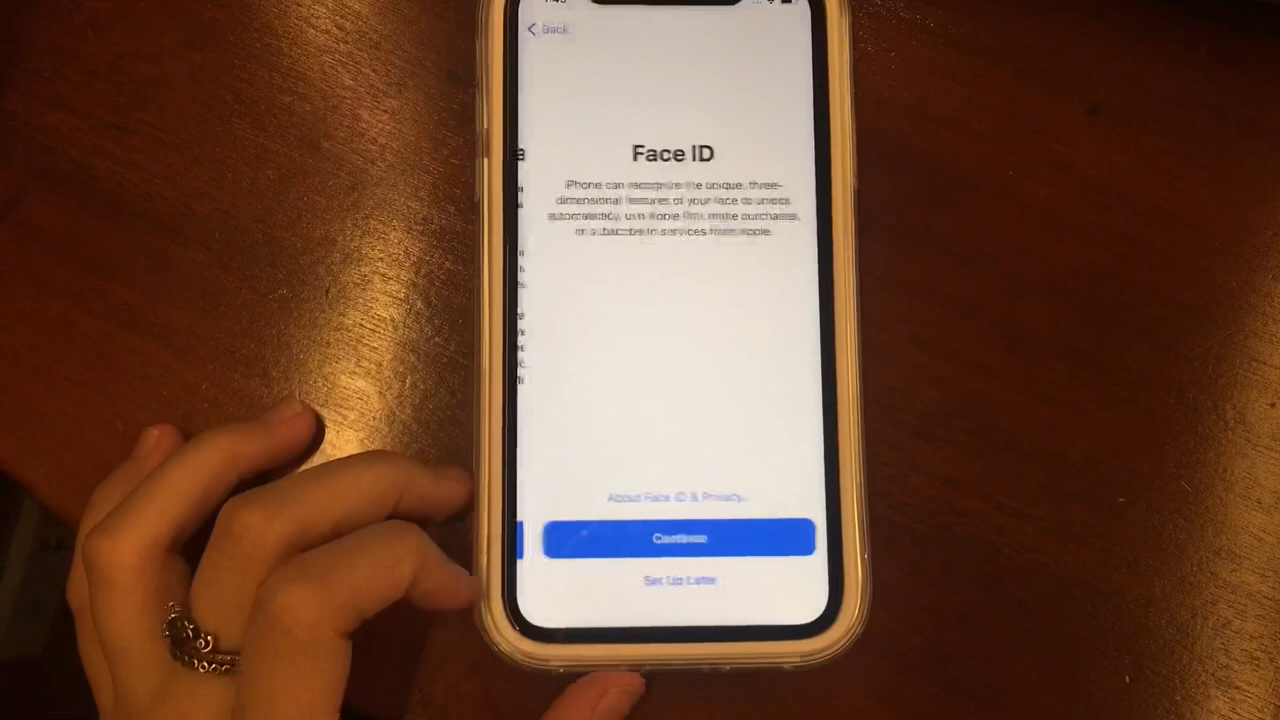 Back
Face ID
iPhone can recognize the unique, three-
dimensional features of your face to unlock
automatically, use Apple Pay, make purchases,
or subscribe to services from Apple.
About Face ID & Privacy...
Continue
Set Up Later